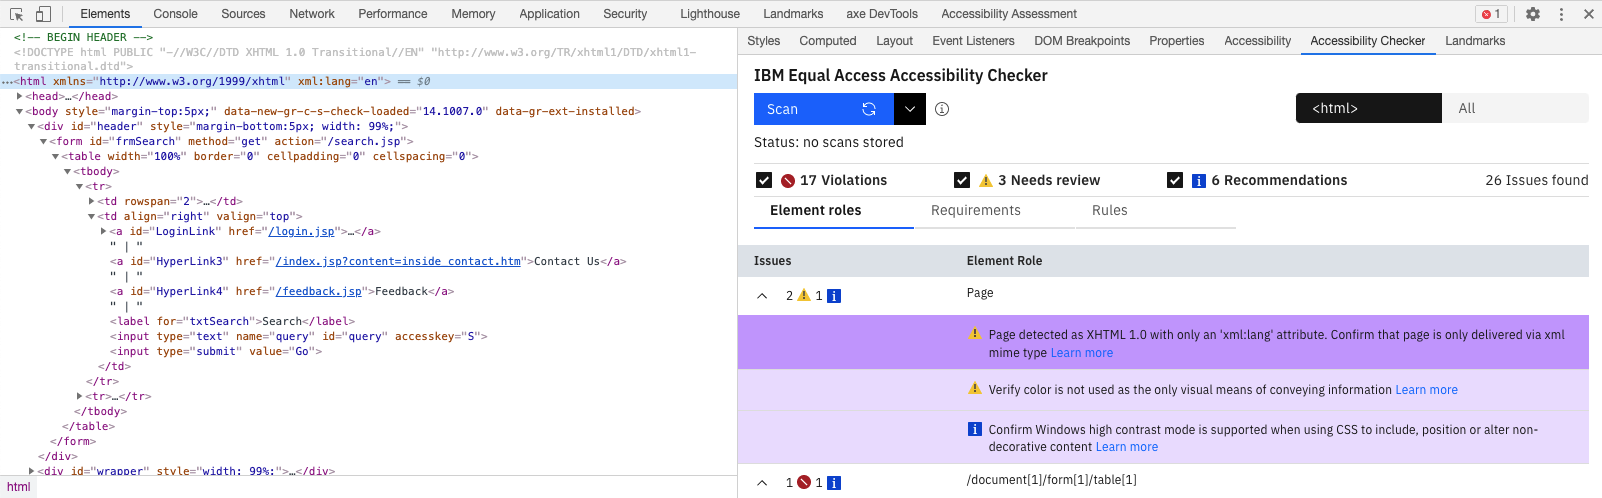 Elements Console Sources Network Performance Memory Application Security Lighthouse Landmarks axe DevTools Accessibility Assessment 1
<!-- BEGIN HEADER -->
<!DOCTYPE html PUBLIC "-//W3C//DTD XHTML 1.0 Transitional//EN" "http://www.w3.org/TR/xhtml1/DTD/xhtml1-
transitional.dtd">
…<html xmlns="http://www.w3.org/1999/xhtml" xml:lang="en"> == $0
<head>…</head>
<body style="margin-top:5px;" data-new-gr-c-s-check-loaded="14.1007.0" data-gr-ext-installed>
<div id="header" style="margin-bottom:5px; width: 99%;">
<form id="frmSearch" method="get" action="/search.jsp">
<table width="100%" border="0" cellpadding="0" cellspacing="0">
<tbody>
<tr>
<td rowspan="2">…</td>
<td align="right" valign="top">
<a id="LoginLink" href="/login.jsp">…</a>
" | "
<a id="HyperLink3" href="/index.jsp?content=inside_contact.htm">Contact Us</a>
" | "
<a id="HyperLink4" href="/feedback.jsp">Feedback</a>
" | "
<label for="txtSearch">Search</label>
<input type="text" name="query" id="query" accesskey="S">
<input type="submit" value="Go">
</td>
</tr>
<tr>…</tr>
</tbody>
</table>
</form>
</div>
<div id="wrapper" style="width: 99%;">…</div>
html
Styles Computed Layout Event Listeners DOM Breakpoints Properties Accessibility Accessibility Checker Landmarks
IBM Equal Access Accessibility Checker
Scan <html> All
Status: no scans stored
17 Violations 3 Needs review 6 Recommendations 26 Issues found
Element roles Requirements Rules
Issues Element Role
2 1 Page
Page detected as XHTML 1.0 with only an 'xml:lang' attribute. Confirm that page is only delivered via xml
mime type Learn more
Verify color is not used as the only visual means of conveying information Learn more
Confirm Windows high contrast mode is supported when using CSS to include, position or alter non-
decorative content Learn more
1 1 /document[1]/form[1]/table[1]